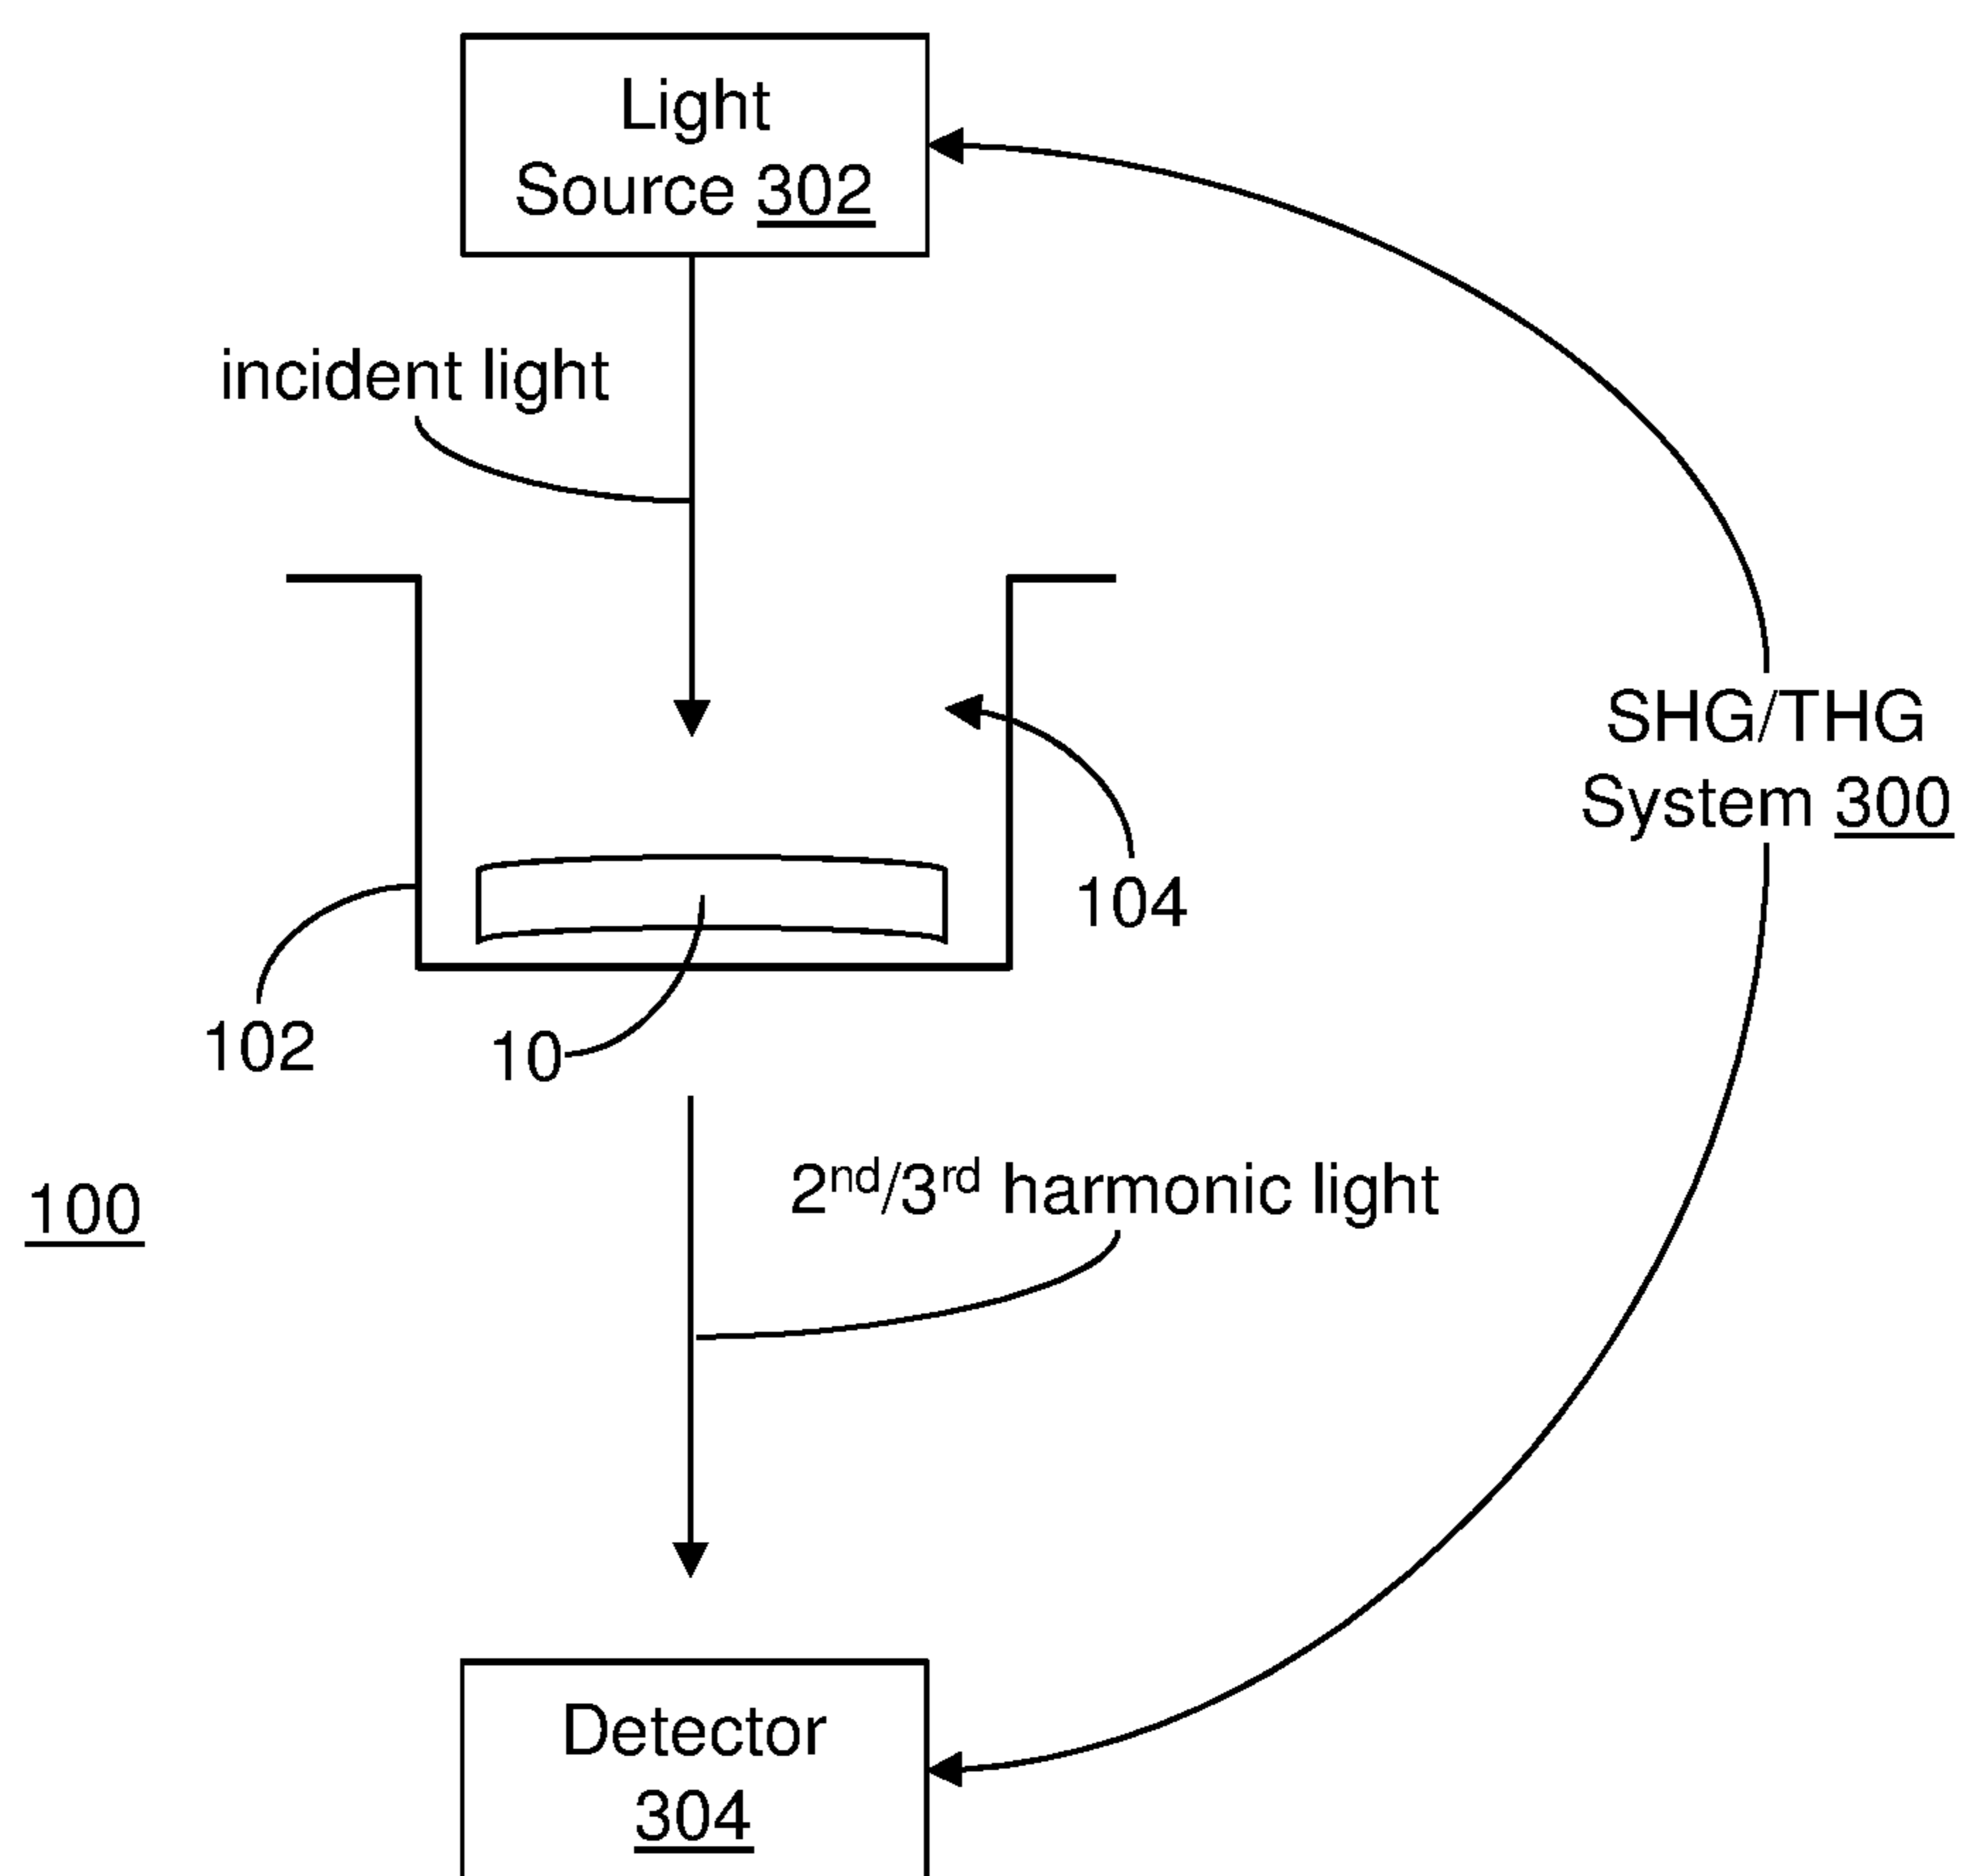 Light
Source 302
incident light
SHG/THG
System 300
104
102
10
2nd/3rd harmonic light
100
Detector
304